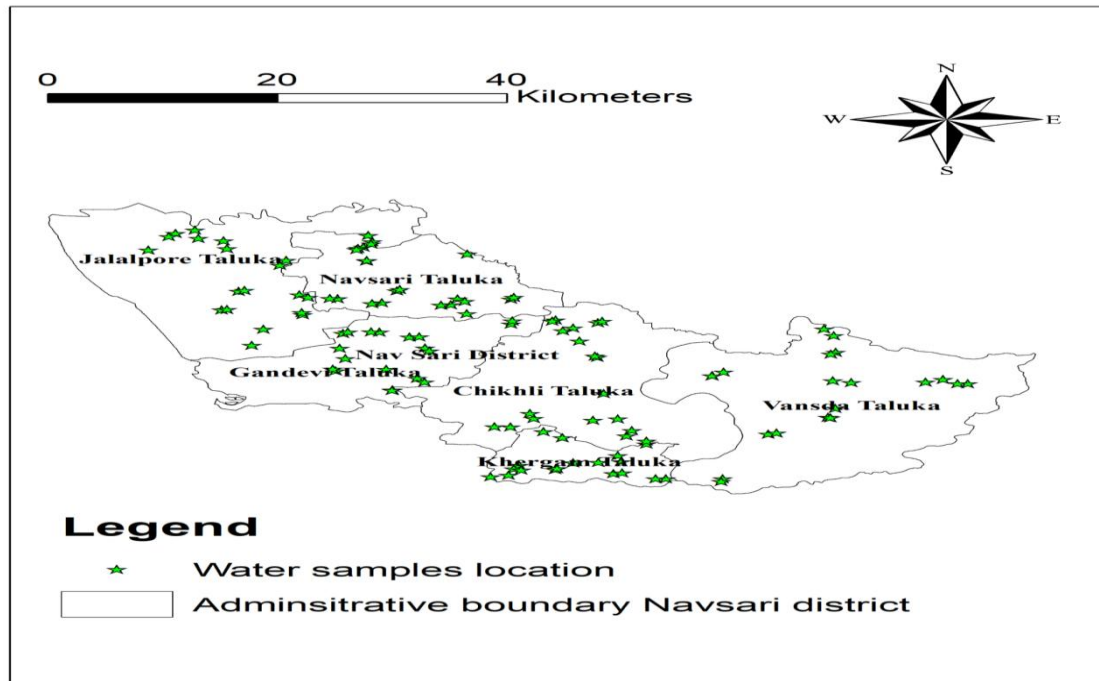 0 20 40
Kilometers
N
W E
S
Jalalpore Taluka
Navsari Taluka
Nav Sari District
Gandevi Taluka
Chikhli Taluka
Vansda Taluka
Khergam Taluka
Legend
Water samples location
Adminsitrative boundary Navsari district